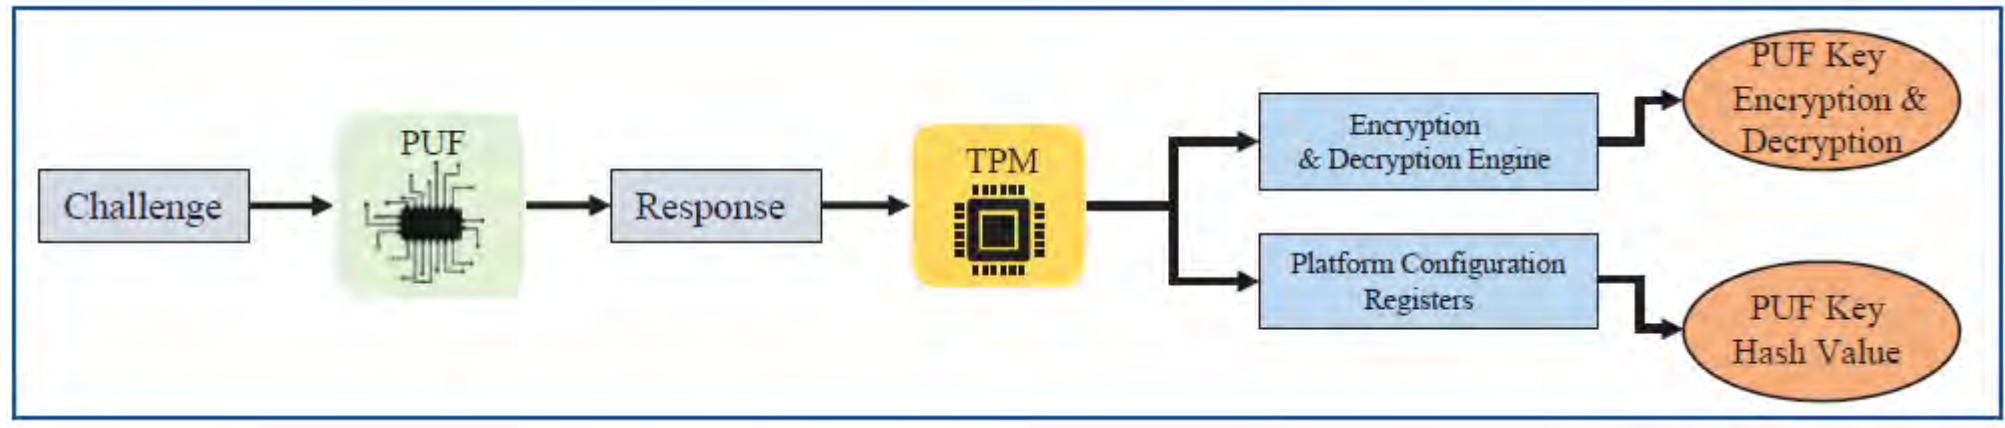 Challenge
PUF
Response
TPM
Encryption
& Decryption Engine
Platform Configuration
Registers
PUF Key
Encryption &
Decryption
PUF Key
Hash Value